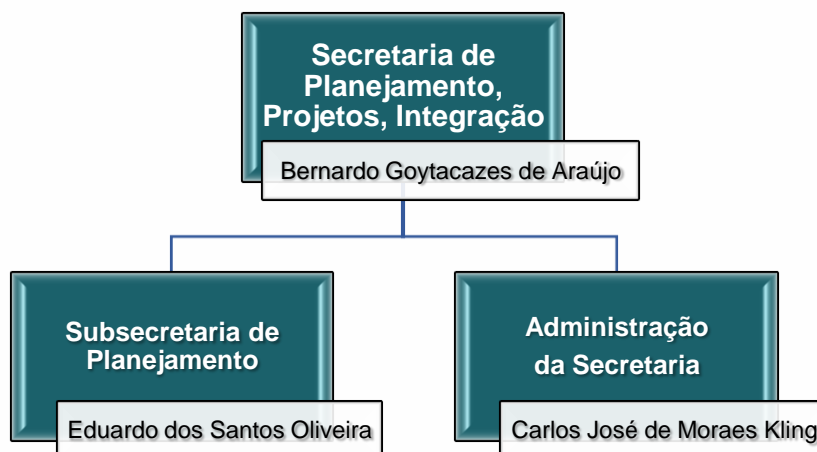 Secretaria de
Planejamento,
Projetos, Integração
Bernardo Goytacazes de Araújo
Subsecretaria de
Planejamento
Eduardo dos Santos Oliveira
Administração
da Secretaria
Carlos José de Moraes Kling